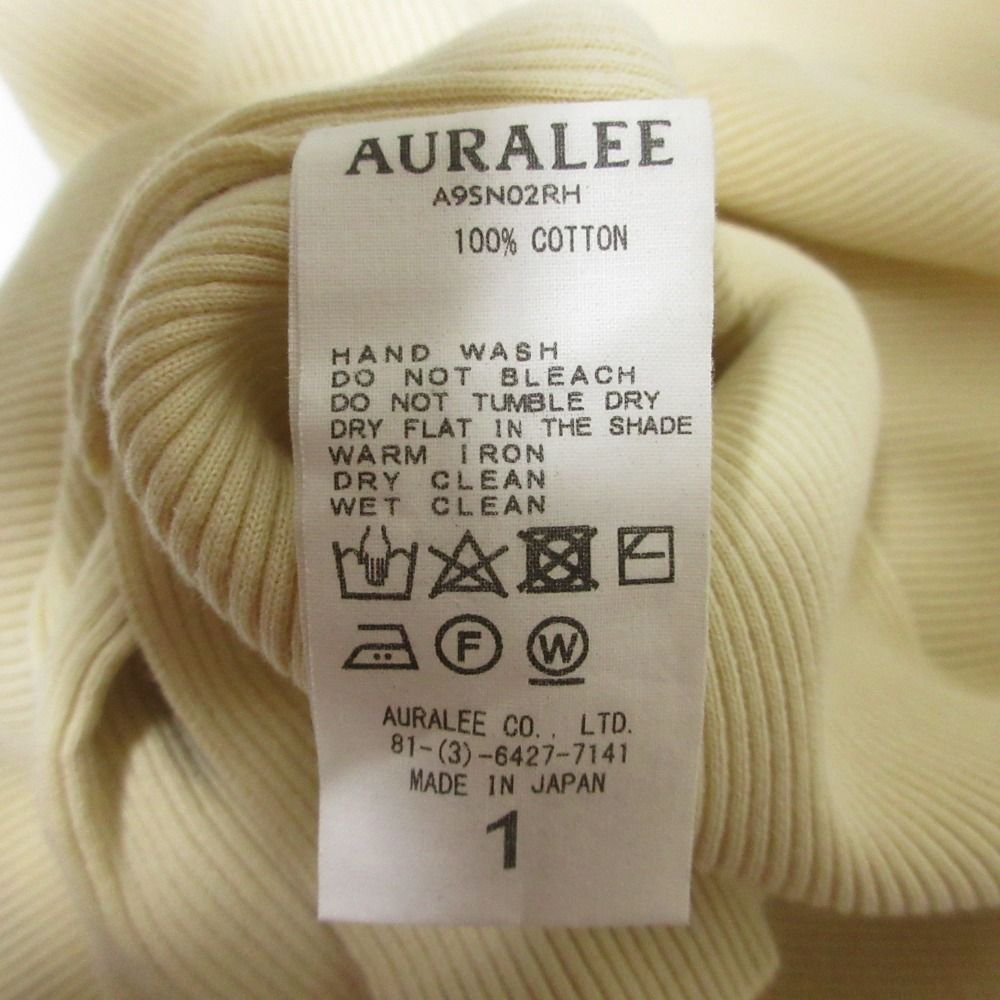 AURALEE
A9SN02RH
100% COTTON
HAND WASH
DO NOT BLEACH
DO NOT TUMBLE DRY
DRY FLAT IN THE SHADE
WARM IRON
DRY CLEAN
WET CLEAN
F W
AURALEE CO., LTD.
81-(3)-6427-7141
MADE IN JAPAN
1